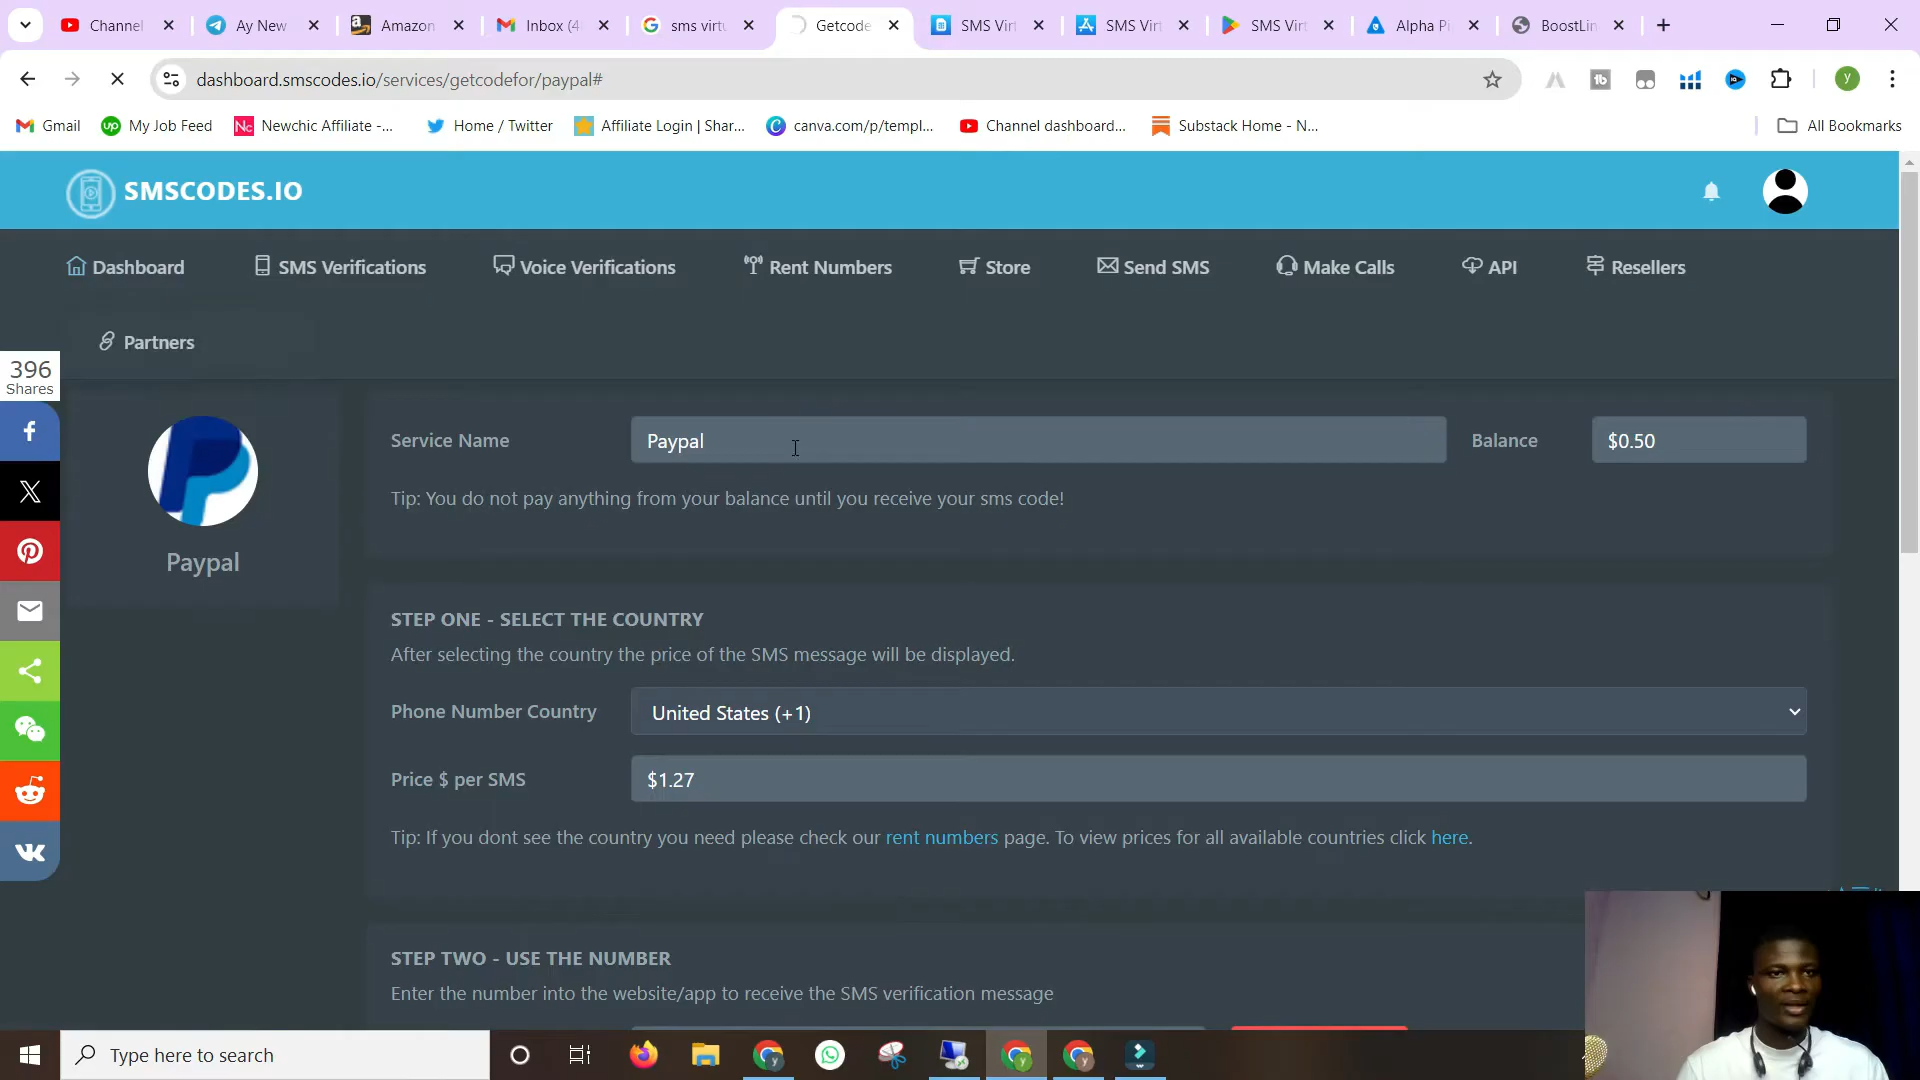 Channel
Ay New
Amazon
Inbox (4
sms virtu
Getcode
SMS Virt
SMS Virt
SMS Virt
Alpha Pi
BoostLin
dashboard.smscodes.io/services/getcodefor/paypal#
y
Gmail
My Job Feed
Newchic Affiliate -...
Home / Twitter
Affiliate Login | Shar...
canva.com/p/templ...
Channel dashboard...
Substack Home - N...
All Bookmarks
SMSCODES.IO
Dashboard
SMS Verifications
Voice Verifications
Rent Numbers
Store
Send SMS
Make Calls
API
Resellers
Partners
396
Shares
Paypal
Service Name
Paypal
Balance
$0.50
Tip: You do not pay anything from your balance until you receive your sms code!
STEP ONE - SELECT THE COUNTRY
After selecting the country the price of the SMS message will be displayed.
Phone Number Country
United States (+1)
Price $ per SMS
$1.27
Tip: If you dont see the country you need please check our rent numbers page. To view prices for all available countries click here.
STEP TWO - USE THE NUMBER
Enter the number into the website/app to receive the SMS verification message
Type here to search